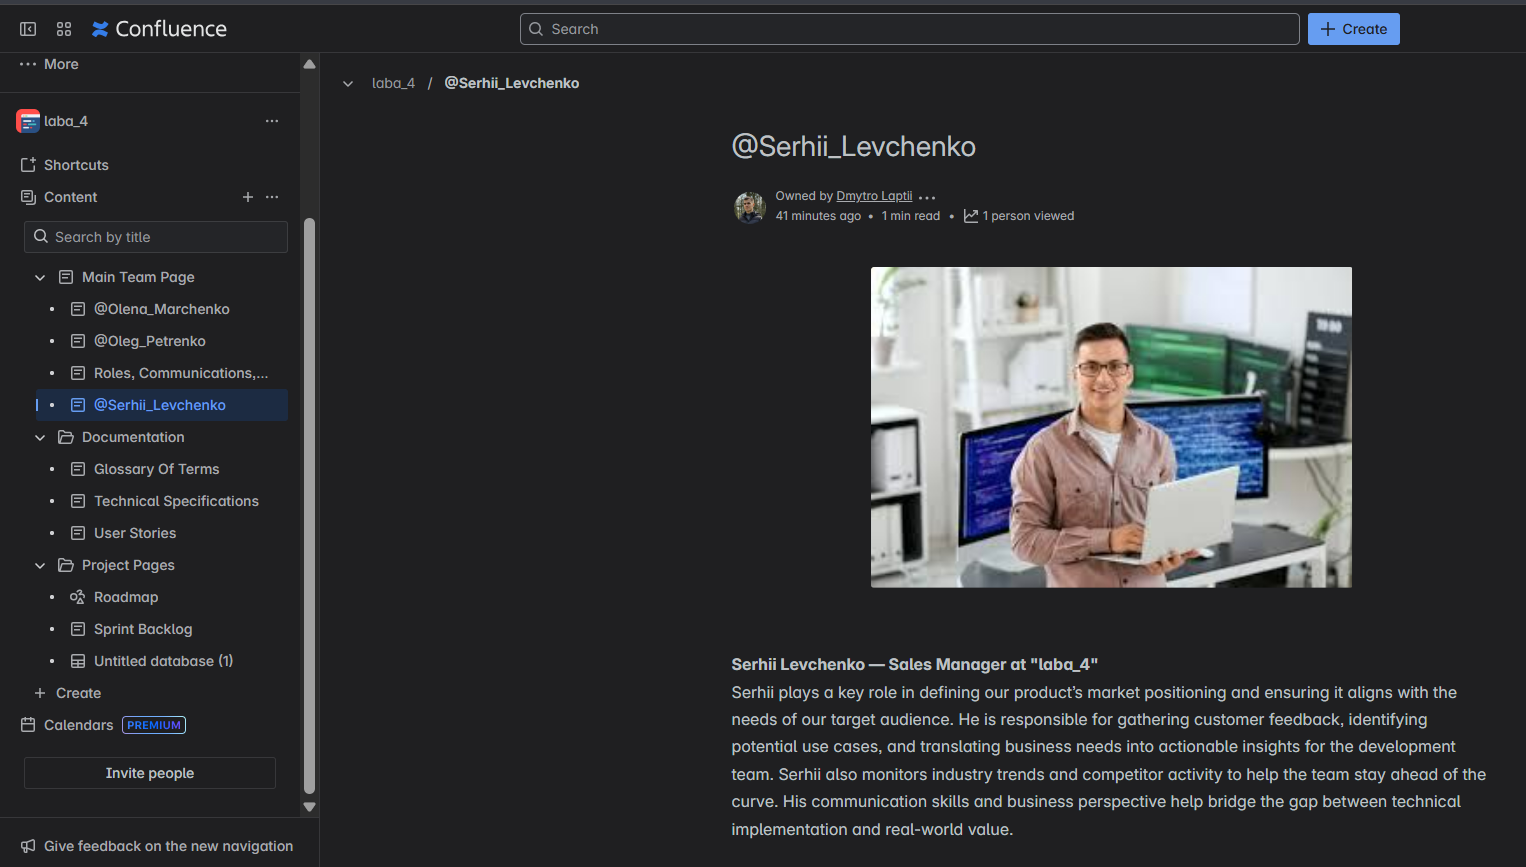 Confluence
Search
Create
More
laba_4
Shortcuts
Content
Search by title
Main Team Page
@Olena_Marchenko
@Oleg_Petrenko
Roles, Communications,...
@Serhii_Levchenko
Documentation
Glossary Of Terms
Technical Specifications
User Stories
Project Pages
Roadmap
Sprint Backlog
Untitled database (1)
Create
Calendars PREMIUM
Invite people
Give feedback on the new navigation
laba_4 / @Serhii_Levchenko
@Serhii_Levchenko
Owned by Dmytro Laptii
41 minutes ago • 1 min read • 1 person viewed
Serhii Levchenko — Sales Manager at "laba_4"
Serhii plays a key role in defining our product’s market positioning and ensuring it aligns with the
needs of our target audience. He is responsible for gathering customer feedback, identifying
potential use cases, and translating business needs into actionable insights for the development
team. Serhii also monitors industry trends and competitor activity to help the team stay ahead of the
curve. His communication skills and business perspective help bridge the gap between technical
implementation and real-world value.